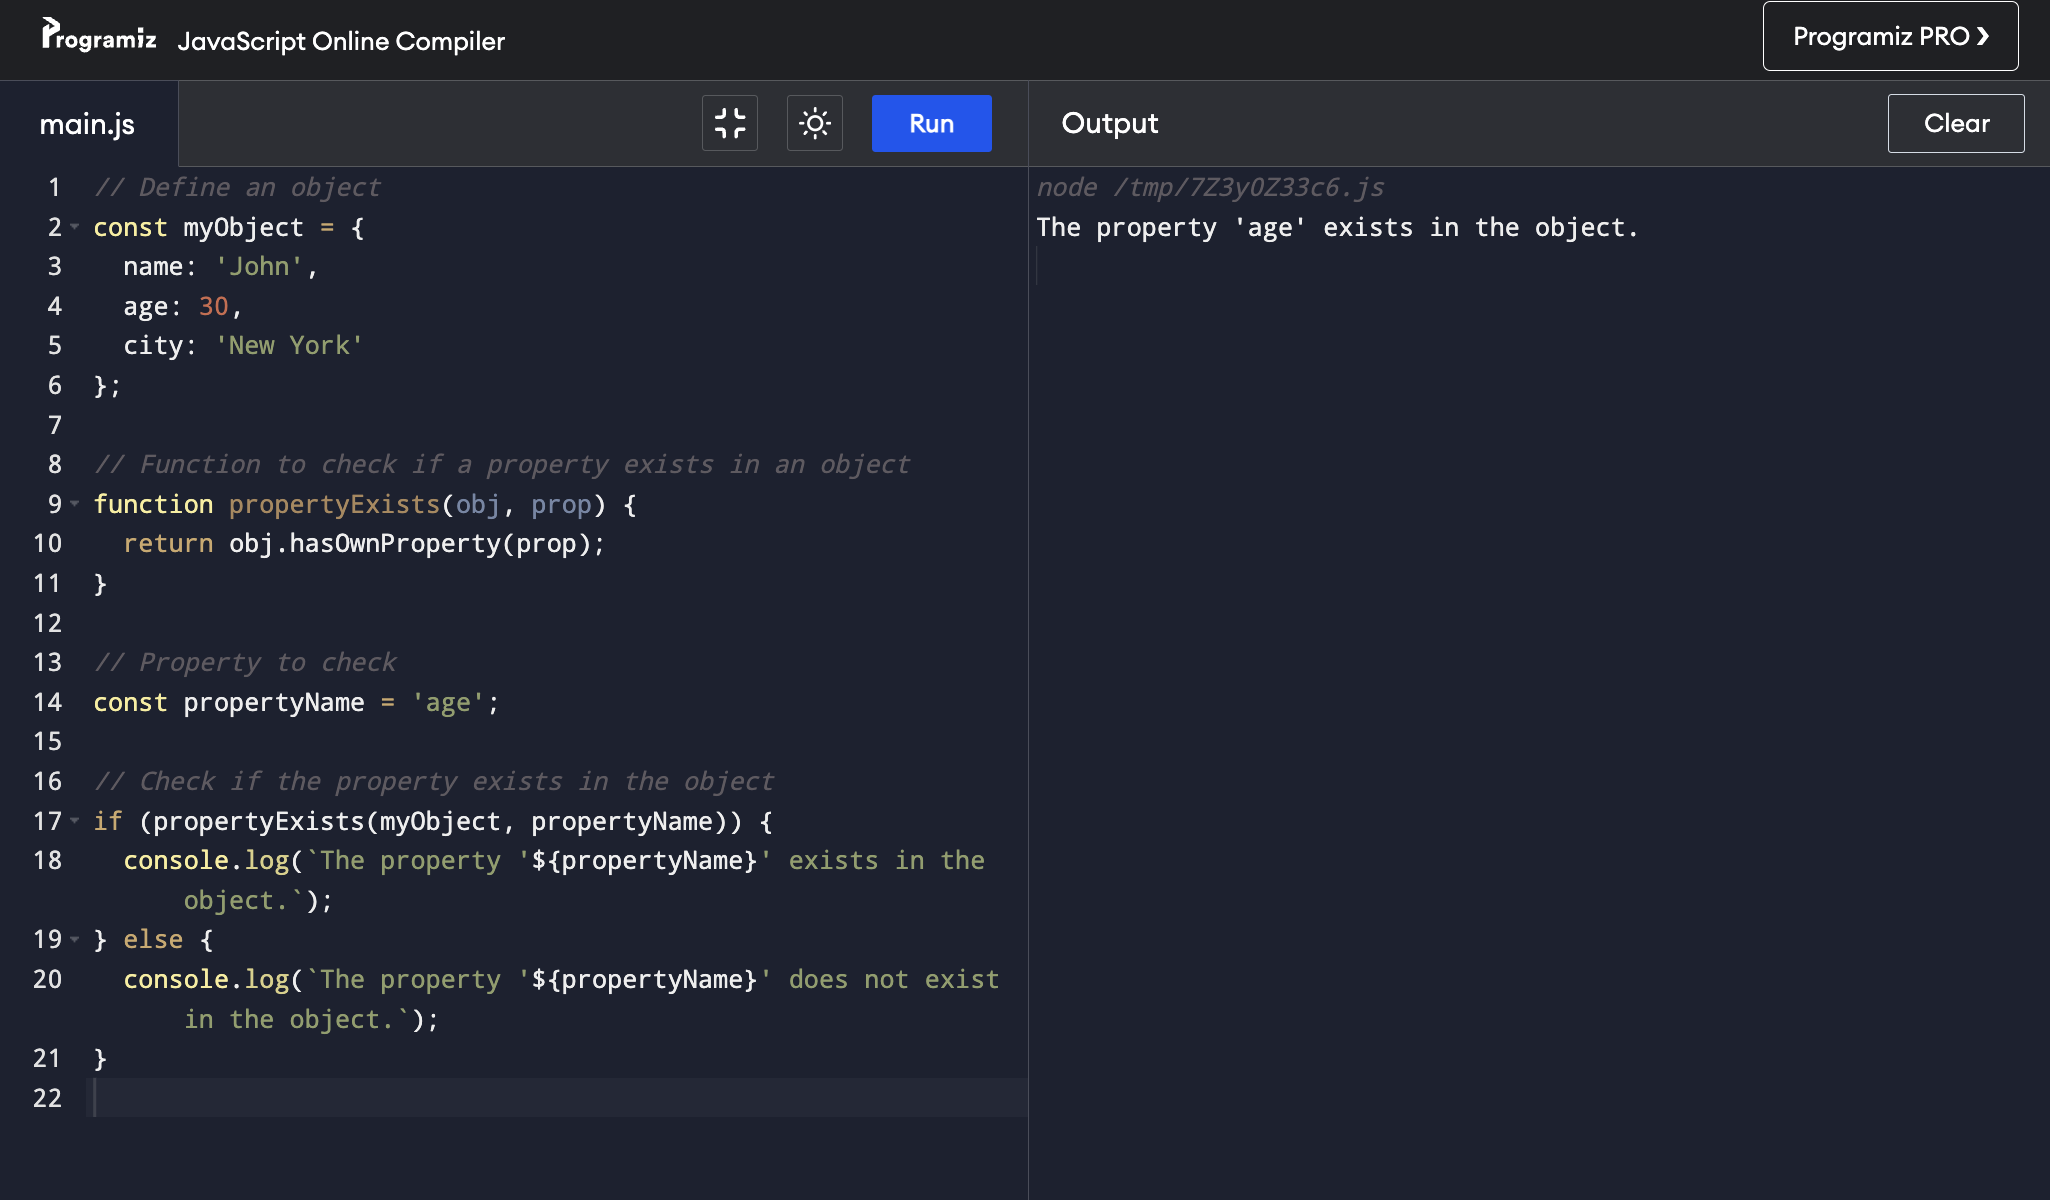 Programiz JavaScript Online Compiler
Programiz PRO ❯
main.js
Run
Output
Clear
1 // Define an object
2 const myObject = {
3   name: 'John',
4   age: 30,
5   city: 'New York'
6 };
7
8 // Function to check if a property exists in an object
9 function propertyExists(obj, prop) {
10   return obj.hasOwnProperty(prop);
11 }
12
13 // Property to check
14 const propertyName = 'age';
15
16 // Check if the property exists in the object
17 if (propertyExists(myObject, propertyName)) {
18   console.log(`The property '${propertyName}' exists in the
object.`);
19 } else {
20   console.log(`The property '${propertyName}' does not exist
in the object.`);
21 }
22
node /tmp/7Z3yOZ33c6.js
The property 'age' exists in the object.